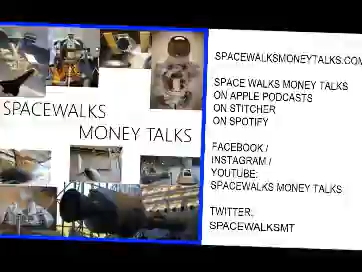 SPACEWALKS
MONEY TALKS
SPACEWALKSMONEYTALKS.COM
SPACE WALKS MONEY TALKS
ON APPLE PODCASTS
ON STITCHER
ON SPOTIFY
FACEBOOK /
INSTAGRAM /
YOUTUBE:
SPACEWALKS MONEY TALKS
TWITTER:
SPACEWALKSMT